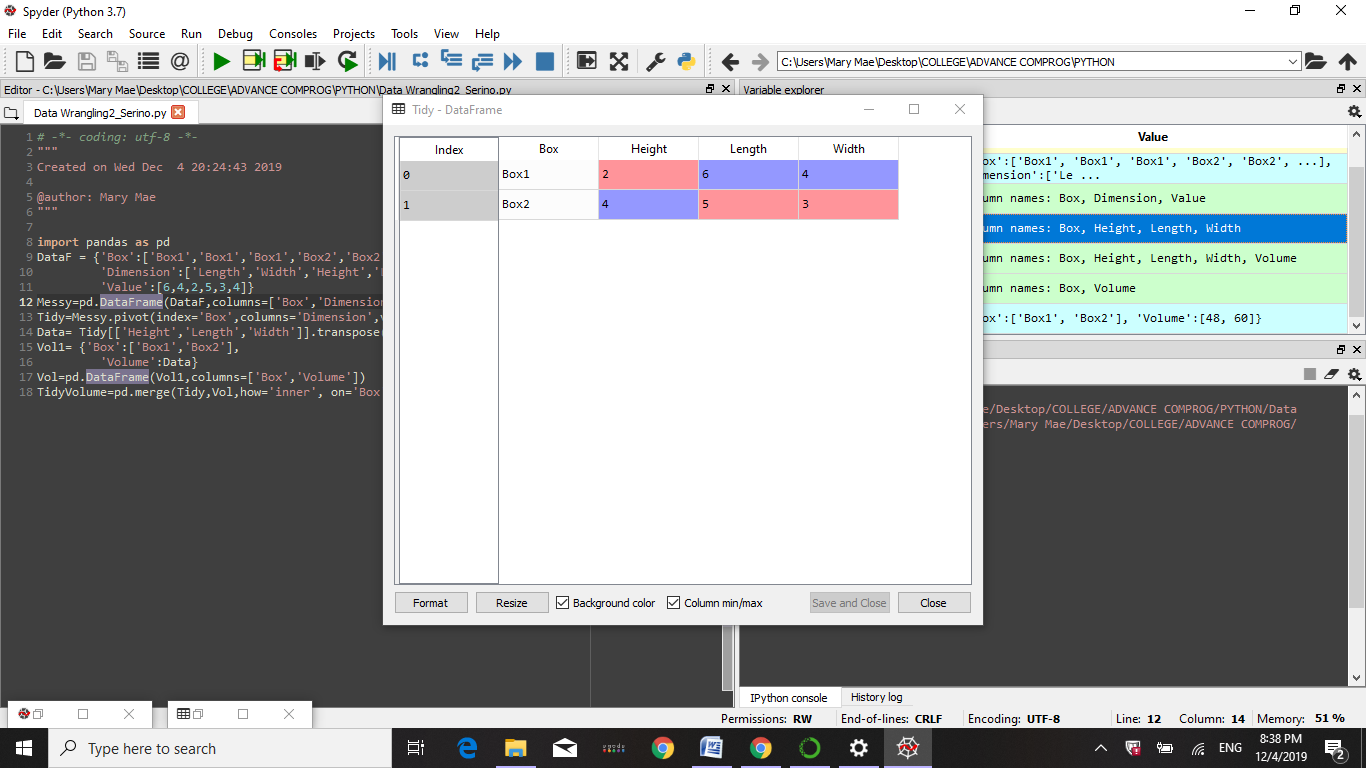 Spyder (Python 3.7)
File Edit Search Source Run Debug Consoles Projects Tools View Help
C:\Users\Mary Mae\Desktop\COLLEGE\ADVANCE COMPROG\PYTHON
Editor - C:\Users\Mary Mae\Desktop\COLLEGE\ADVANCE COMPROG\PYTHON\Data Wrangling2_Serino.py
Data Wrangling2_Serino.py
1 # -*- coding: utf-8 -*-
2 """
3 Created on Wed Dec  4 20:24:43 2019
4
5 @author: Mary Mae
6 """
7
8 import pandas as pd
9 DataF = {'Box':['Box1','Box1','Box1','Box2','Box2
10 'Dimension':['Length','Width','Height','
11 'Value':[6,4,2,5,3,4]}
12 Messy=pd.DataFrame(DataF,columns=['Box','Dimension
13 Tidy=Messy.pivot(index='Box',columns='Dimension',
14 Data= Tidy[['Height','Length','Width']].transpose
15 Vol1= {'Box':['Box1','Box2'],
16 'Volume':Data}
17 Vol=pd.DataFrame(Vol1,columns=['Box','Volume'])
18 TidyVolume=pd.merge(Tidy,Vol,how='inner', on='Box
Tidy - DataFrame
Index Box Height Length Width
0 Box1 2 6 4
1 Box2 4 5 3
Format Resize Background color Column min/max Save and Close Close
Variable explorer
Value
ox':['Box1', 'Box1', 'Box1', 'Box2', 'Box2', ...],
mension':['Le ...
umn names: Box, Dimension, Value
umn names: Box, Height, Length, Width
umn names: Box, Height, Length, Width, Volume
umn names: Box, Volume
ox':['Box1', 'Box2'], 'Volume':[48, 60]}
e/Desktop/COLLEGE/ADVANCE COMPROG/PYTHON/Data
ers/Mary Mae/Desktop/COLLEGE/ADVANCE COMPROG/
IPython console History log
Permissions: RW End-of-lines: CRLF Encoding: UTF-8 Line: 12 Column: 14 Memory: 51 %
Type here to search
ENG
8:38 PM
12/4/2019
2